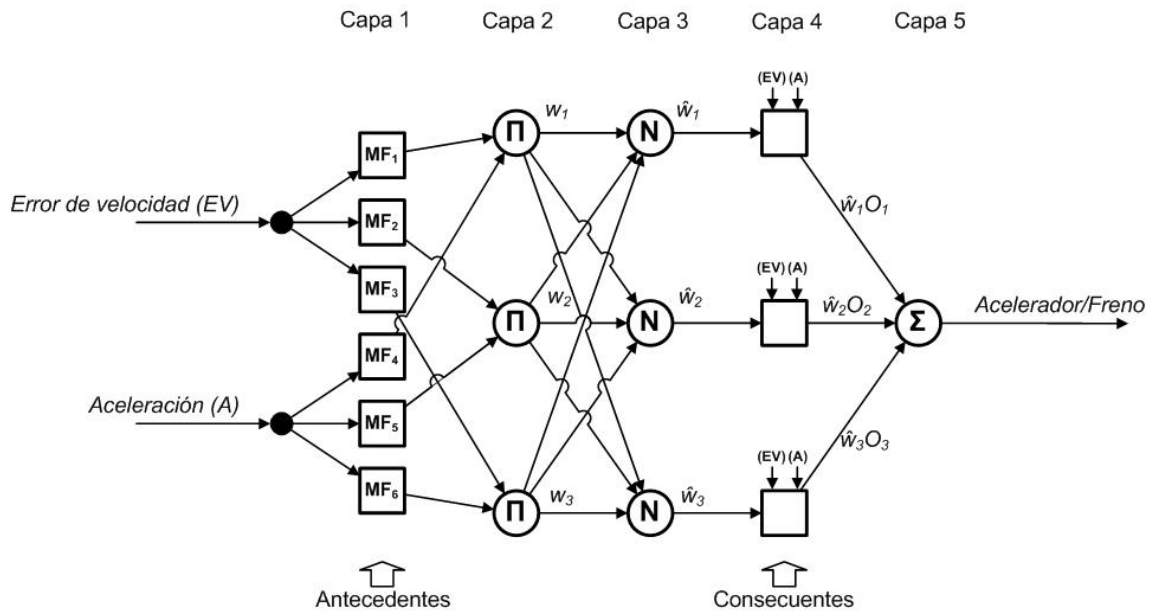 Capa 1 Capa 2 Capa 3 Capa 4 Capa 5
(EV) (A)
w₁ ŵ₁
Π N
MF₁
Error de velocidad (EV)
MF₂
ŵ₁O₁
MF₃
(EV) (A)
w₂ ŵ₂ ŵ₂O₂ Acelerador/Freno
Π N Σ
MF₄
Aceleración (A)
MF₅
ŵ₃O₃
(EV) (A)
MF₆
w₃ ŵ₃
Π N
Antecedentes Consecuentes